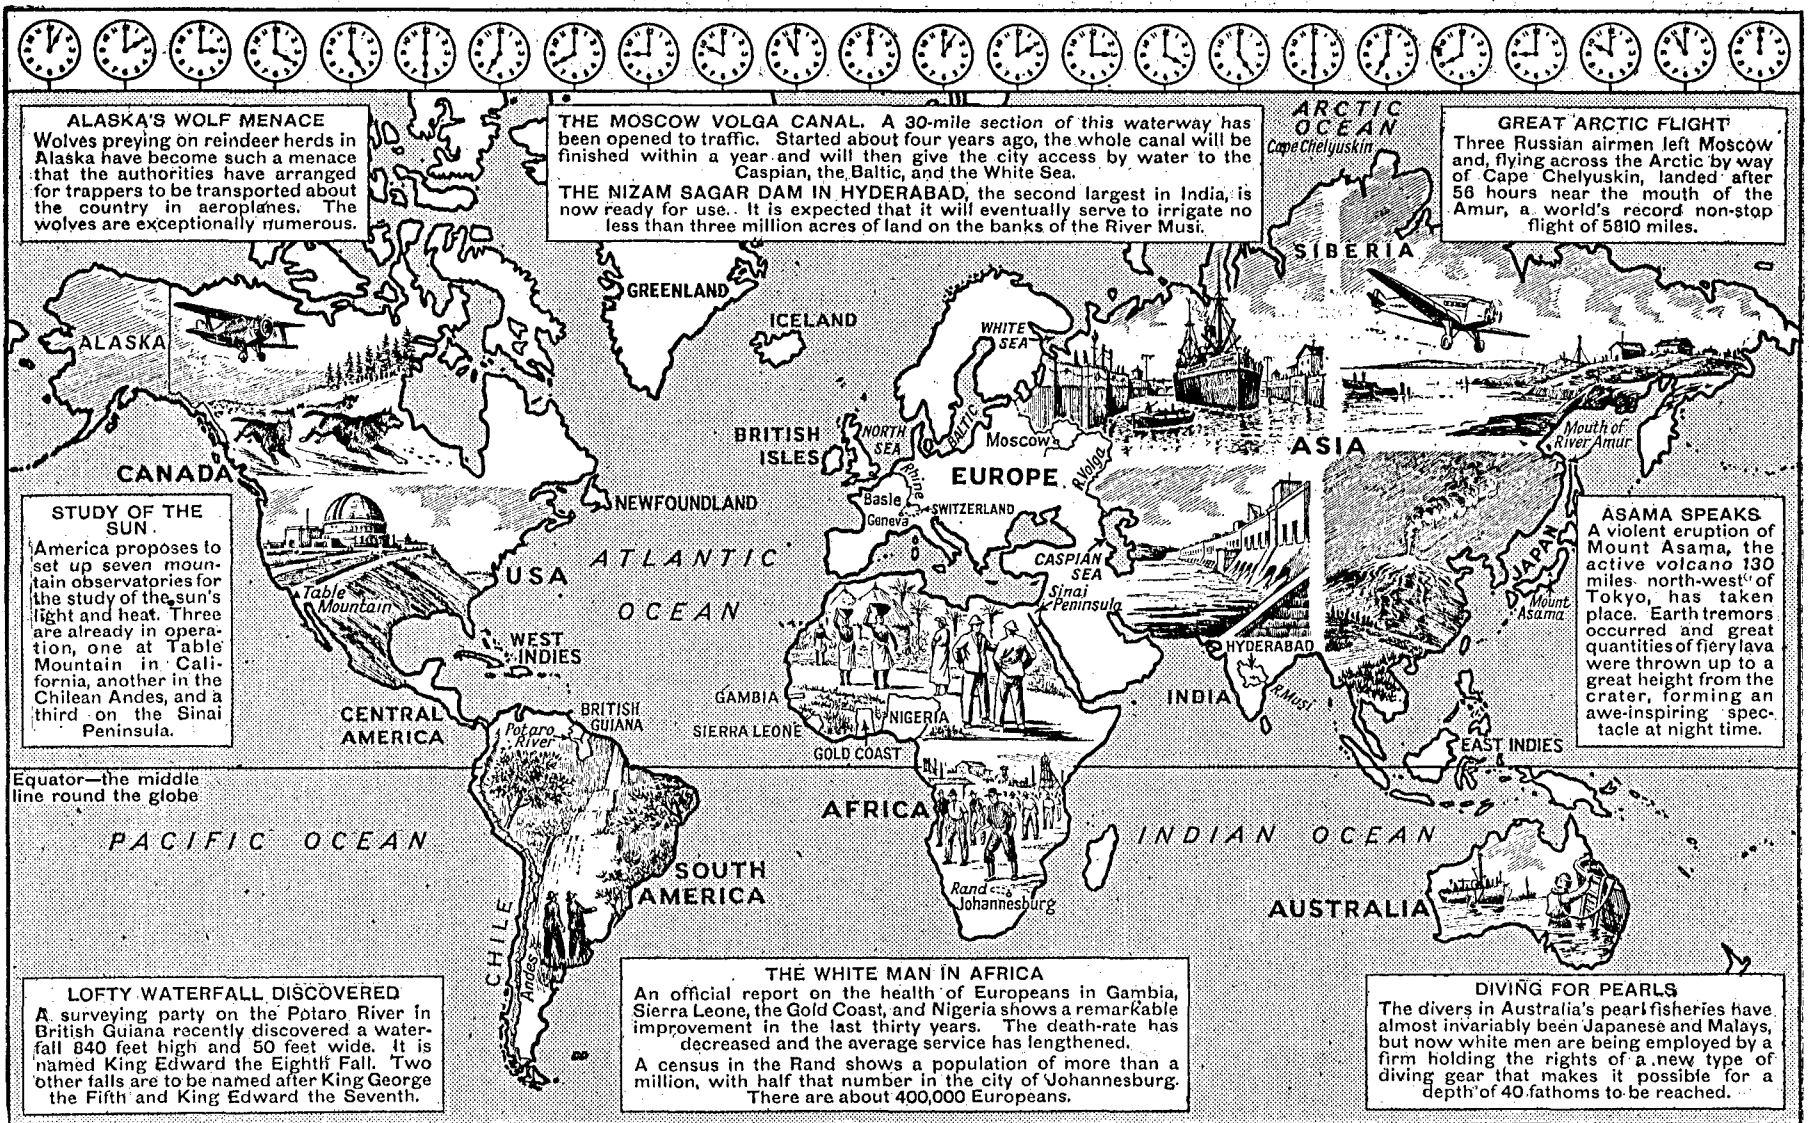 ALASKA'S WOLF MENACE
Wolves preying on reindeer herds in
Alaska have become such a menace
that the authorities have arranged
for trappers to be transported about
the country in aeroplanes. The
wolves are exceptionally numerous.
THE MOSCOW VOLGA CANAL. A 30-mile section of this waterway has
been opened to traffic. Started about four years ago, the whole canal will be
finished within a year and will then give the city access by water to the
Caspian, the Baltic, and the White Sea.
THE NIZAM SAGAR DAM IN HYDERABAD, the second largest in India, is
now ready for use. It is expected that it will eventually serve to irrigate no
less than three million acres of land on the banks of the River Musi.
ARCTIC
OCEAN
Cape Chelyuskin
GREAT ARCTIC FLIGHT
Three Russian airmen left Moscow
and, flying across the Arctic by way
of Cape Chelyuskin, landed after
56 hours near the mouth of the
Amur, a world's record non-stop
flight of 5810 miles.
SIBERIA
GREENLAND
ICELAND
WHITE
SEA
ALASKA
BRITISH
ISLES
NORTH
SEA
BALTIC
Moscow
ASIA
Mouth of
River Amur
CANADA
EUROPE
R. Volga
Rhine
Basle
Geneva
SWITZERLAND
NEWFOUNDLAND
STUDY OF THE
SUN
America proposes to
set up seven moun-
tain observatories for
the study of the sun's
light and heat. Three
are already in opera-
tion, one at Table
Mountain in Cali-
fornia, another in the
Chilean Andes, and a
third on the Sinai
Peninsula.
USA
Table
Mountain
ATLANTIC
OCEAN
CASPIAN
SEA
Sinai
Peninsula
JAPAN
Mount
Asama
ASAMA SPEAKS
A violent eruption of
Mount Asama, the
active volcano 130
miles north-west of
Tokyo, has taken
place. Earth tremors
occurred and great
quantities of fiery lava
were thrown up to a
great height from the
crater, forming an
awe-inspiring spec-
tacle at night time.
WEST
INDIES
HYDERABAD
INDIA
R Musi
GAMBIA
SIERRA LEONE
NIGERIA
GOLD COAST
CENTRAL
AMERICA
BRITISH
GUIANA
Potaro
River
EAST INDIES
Equator—the middle
line round the globe
PACIFIC OCEAN
AFRICA
INDIAN OCEAN
SOUTH
AMERICA
Rand
Johannesburg
AUSTRALIA
CHILE
Andes
LOFTY WATERFALL DISCOVERED
A surveying party on the Potaro River in
British Guiana recently discovered a water-
fall 840 feet high and 50 feet wide. It is
named King Edward the Eighth Fall. Two
other falls are to be named after King George
the Fifth and King Edward the Seventh.
THE WHITE MAN IN AFRICA
An official report on the health of Europeans in Gambia,
Sierra Leone, the Gold Coast, and Nigeria shows a remarkable
improvement in the last thirty years. The death-rate has
decreased and the average service has lengthened.
A census in the Rand shows a population of more than a
million, with half that number in the city of Johannesburg.
There are about 400,000 Europeans.
DIVING FOR PEARLS
The divers in Australia's pearl fisheries have
almost invariably been Japanese and Malays,
but now white men are being employed by a
firm holding the rights of a new type of
diving gear that makes it possible for a
depth of 40 fathoms to be reached.